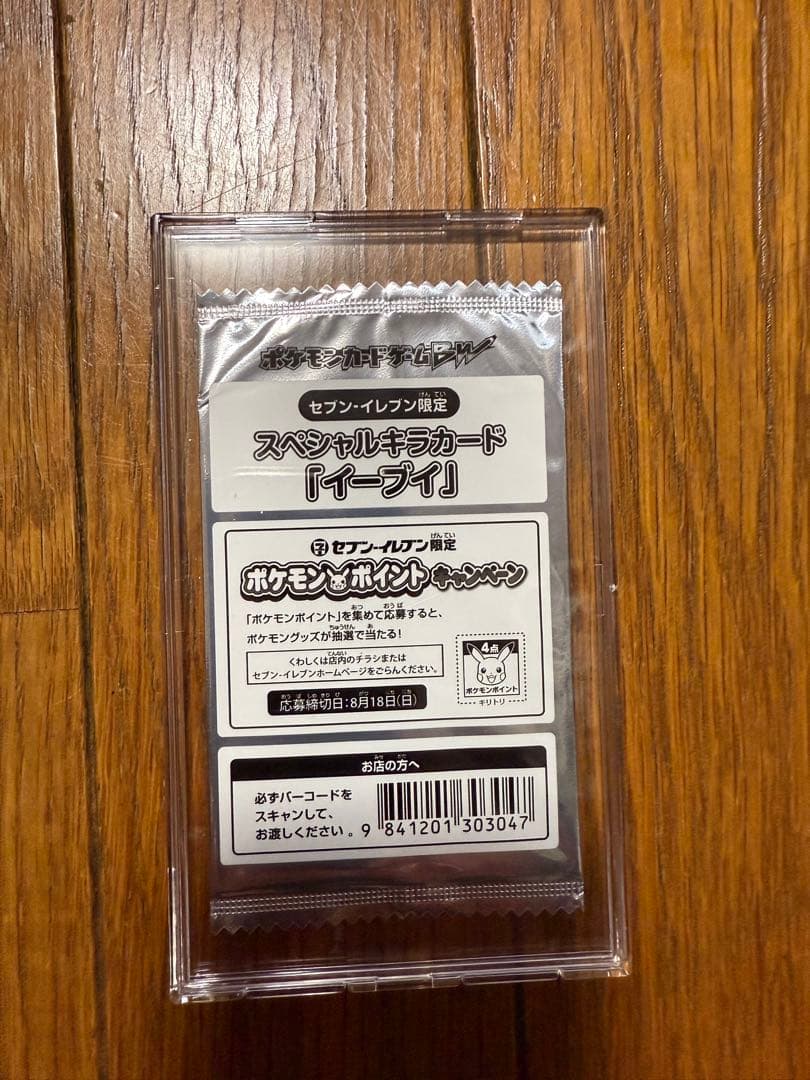 ポケモンカードゲームBW
セブン-イレブン限定
スペシャルキラカード
「イーブイ」
セブン-イレブン限定
ポケモンポイントキャンペーン
「ポケモンポイント」を集めて応募すると、
ポケモングッズが抽選で当たる!
くわしくは店内のチラシまたは
セブン-イレブンホームページをごらんください。
応募締切日:8月18日(日)
4点
ポケモンポイント
キリトリ
お店の方へ
必ずバーコードを
スキャンして、
お渡しください。
9 841201 303047